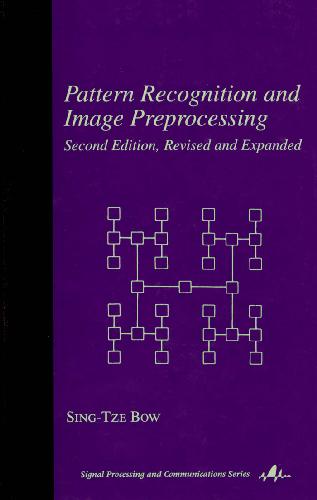 Pattern Recognition and
Image Preprocessing
Second Edition, Revised and Expanded
SING-TZE BOW
Signal Processing and Communications Series